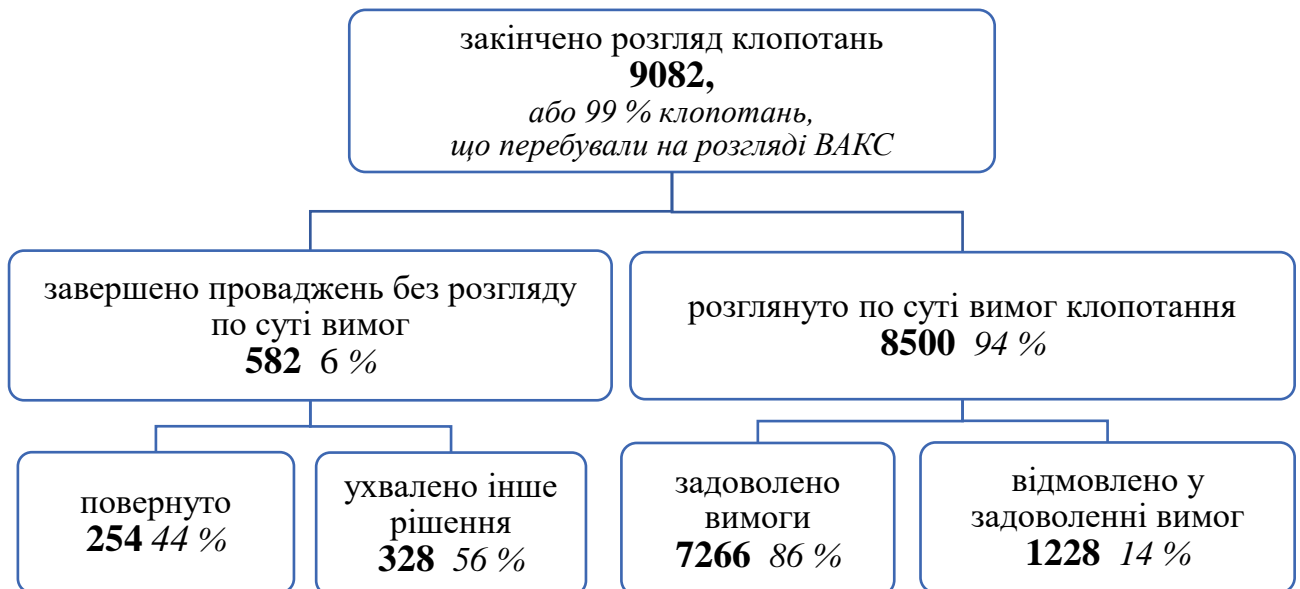 закінчено розгляд клопотань
9082,
або 99 % клопотань,
що перебували на розгляді ВАКС
завершено проваджень без розгляду
по суті вимог
582 6 %
розглянуто по суті вимог клопотання
8500 94 %
повернуто
254 44 %
ухвалено інше
рішення
328 56 %
задоволено
вимоги
7266 86 %
відмовлено у
задоволенні вимог
1228 14 %